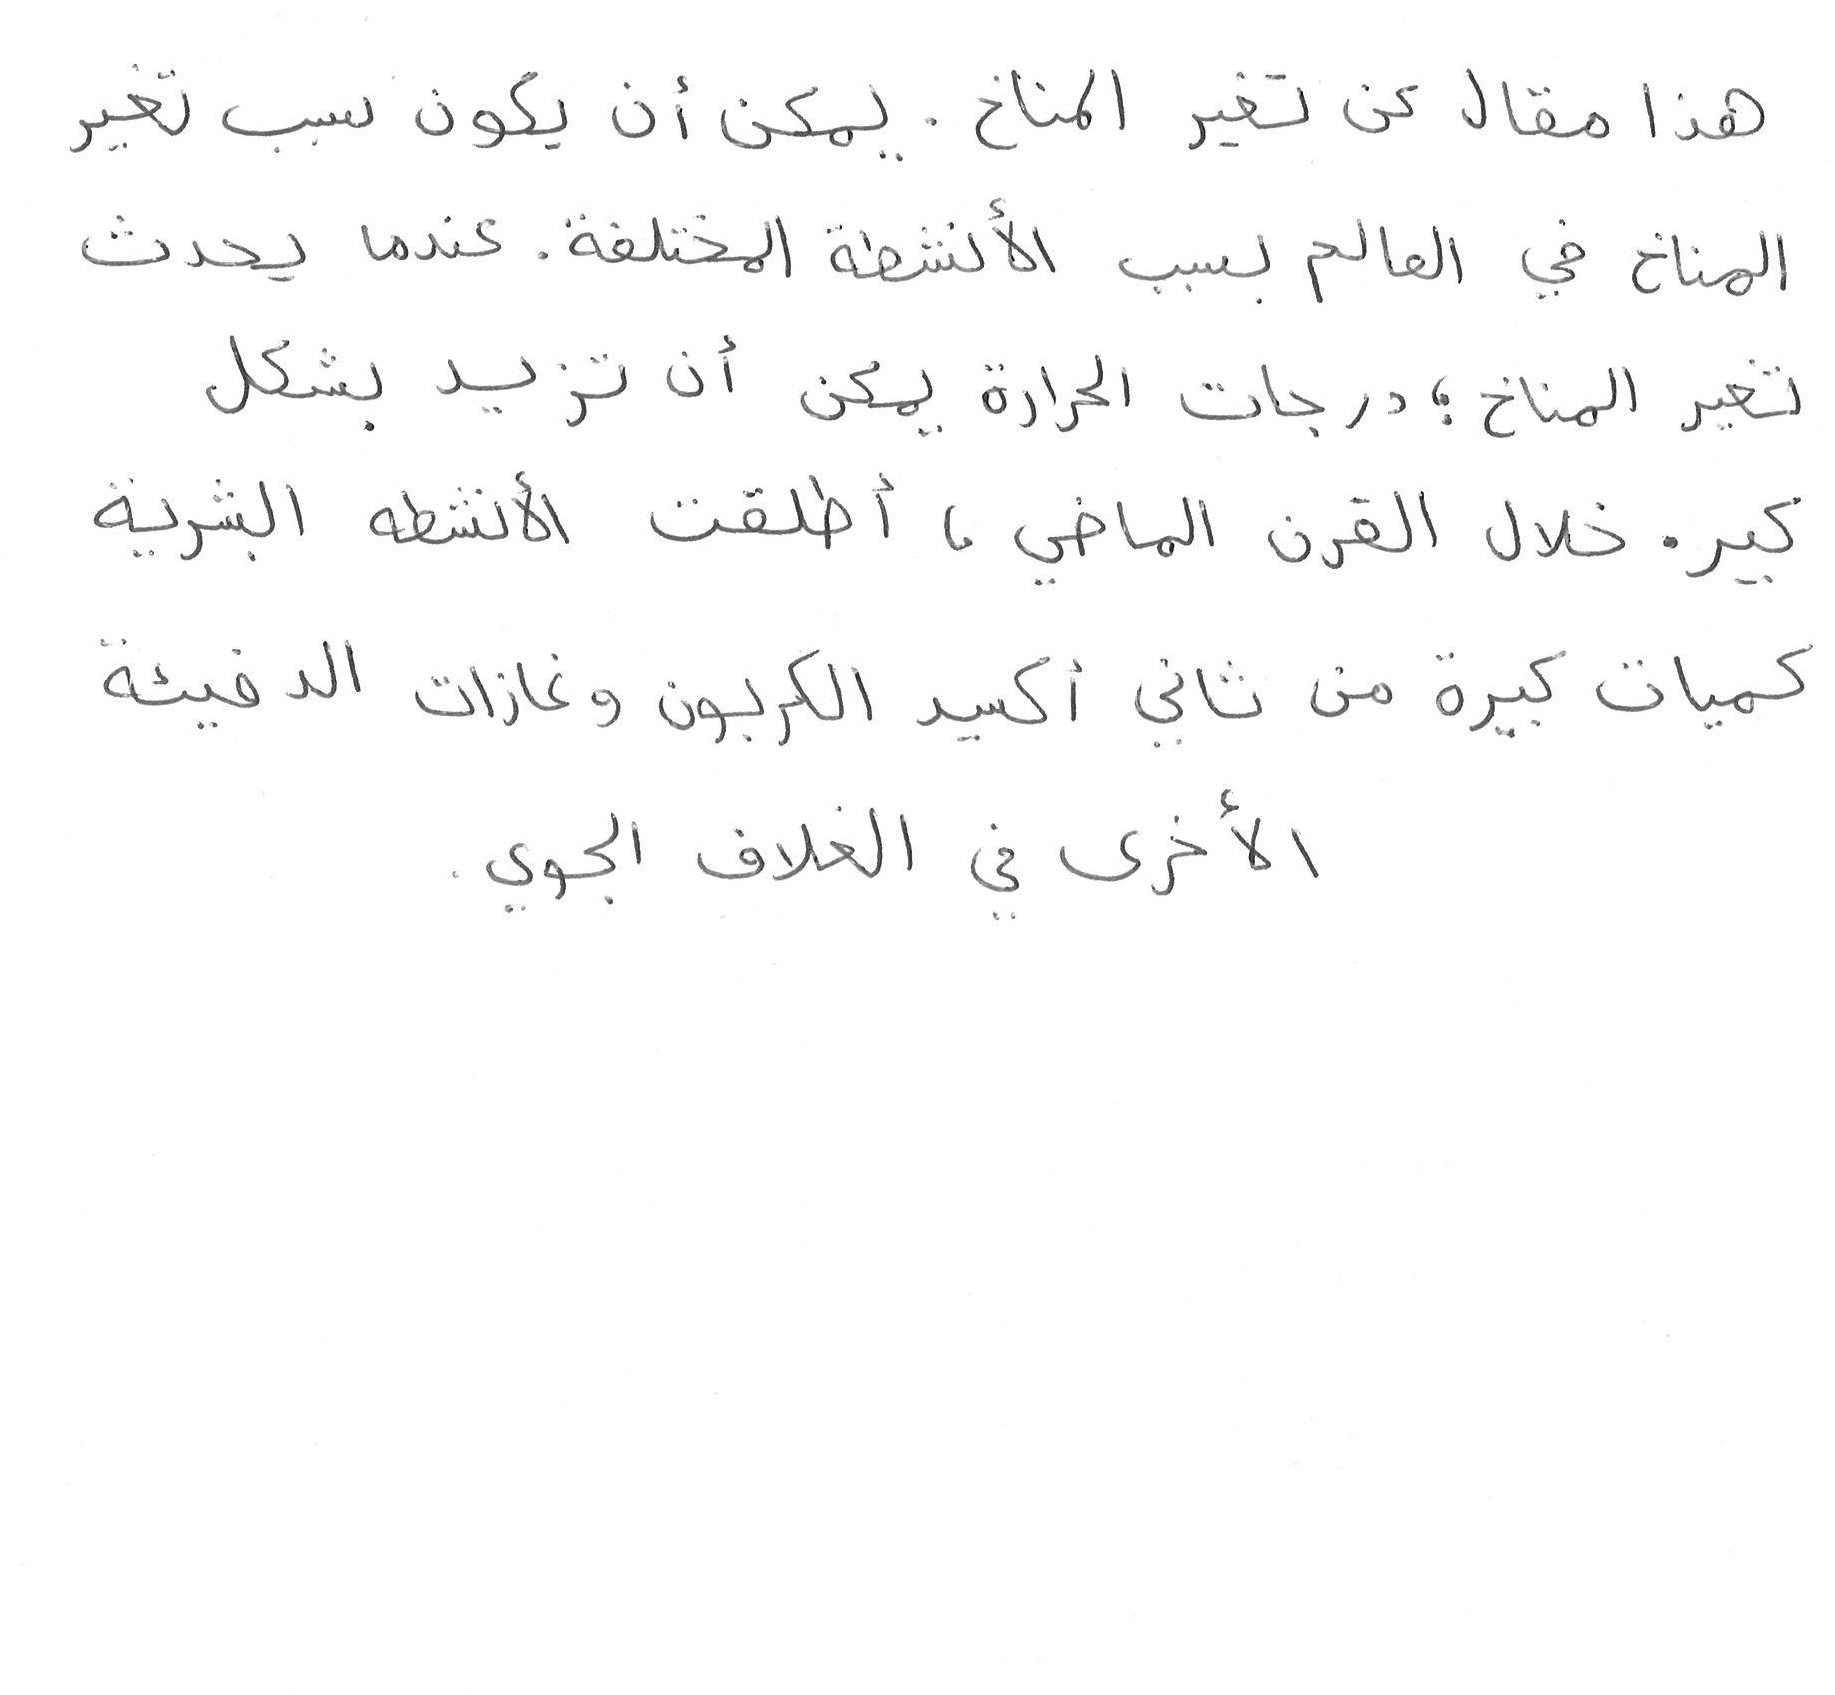 هذا مقال عن تغير المناخ. يمكن أن يكون سبب تغير
المناخ في العالم بسبب الأنشطة المختلفة. عندما يحدث
تغير المناخ؛ درجات الحرارة يمكن أن تزيد بشكل
كبير. خلال القرن الماضي، أطلقت الأنشطه البشرية
كميات كبيرة من ثاني أكسيد الكربون وغازات الدفيئة
الأخرى في الغلاف الجوي.